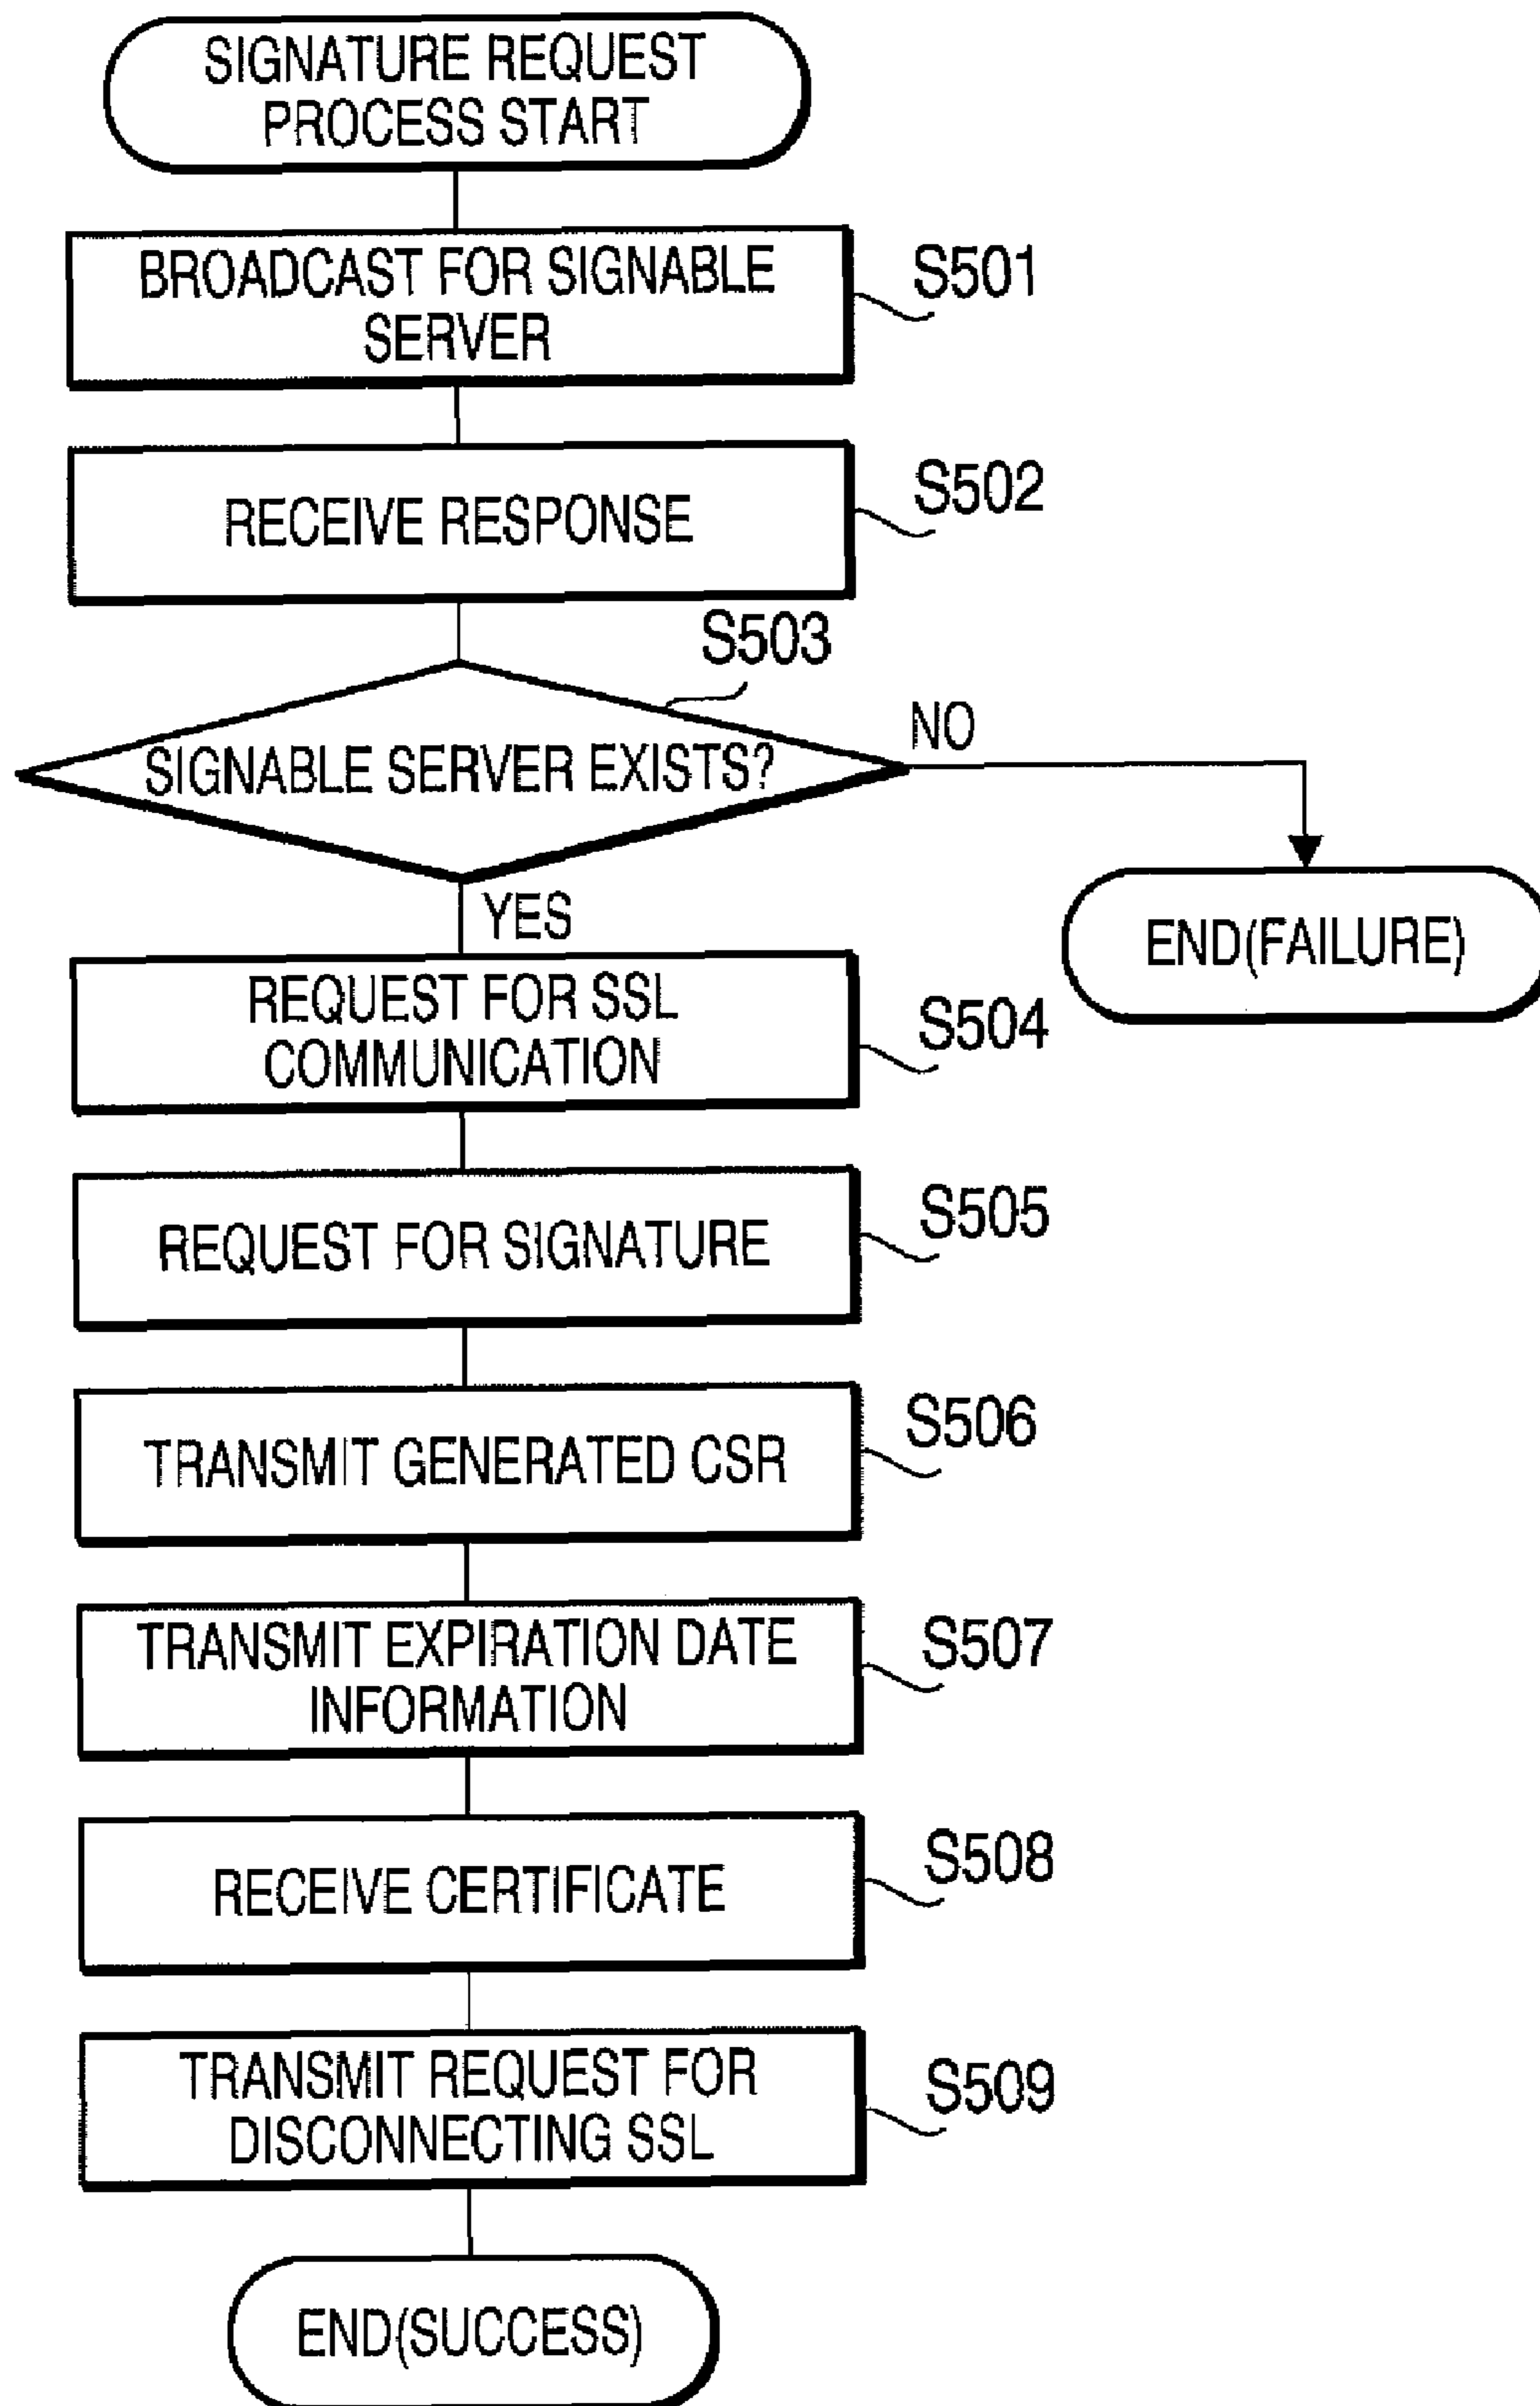 SIGNATURE REQUEST
PROCESS START
BROADCAST FOR SIGNABLE
SERVER
S501
RECEIVE RESPONSE
S502
S503
SIGNABLE SERVER EXISTS?
NO
YES
END(FAILURE)
REQUEST FOR SSL
COMMUNICATION
S504
REQUEST FOR SIGNATURE
S505
TRANSMIT GENERATED CSR
S506
TRANSMIT EXPIRATION DATE
INFORMATION
S507
RECEIVE CERTIFICATE
S508
TRANSMIT REQUEST FOR
DISCONNECTING SSL
S509
END(SUCCESS)